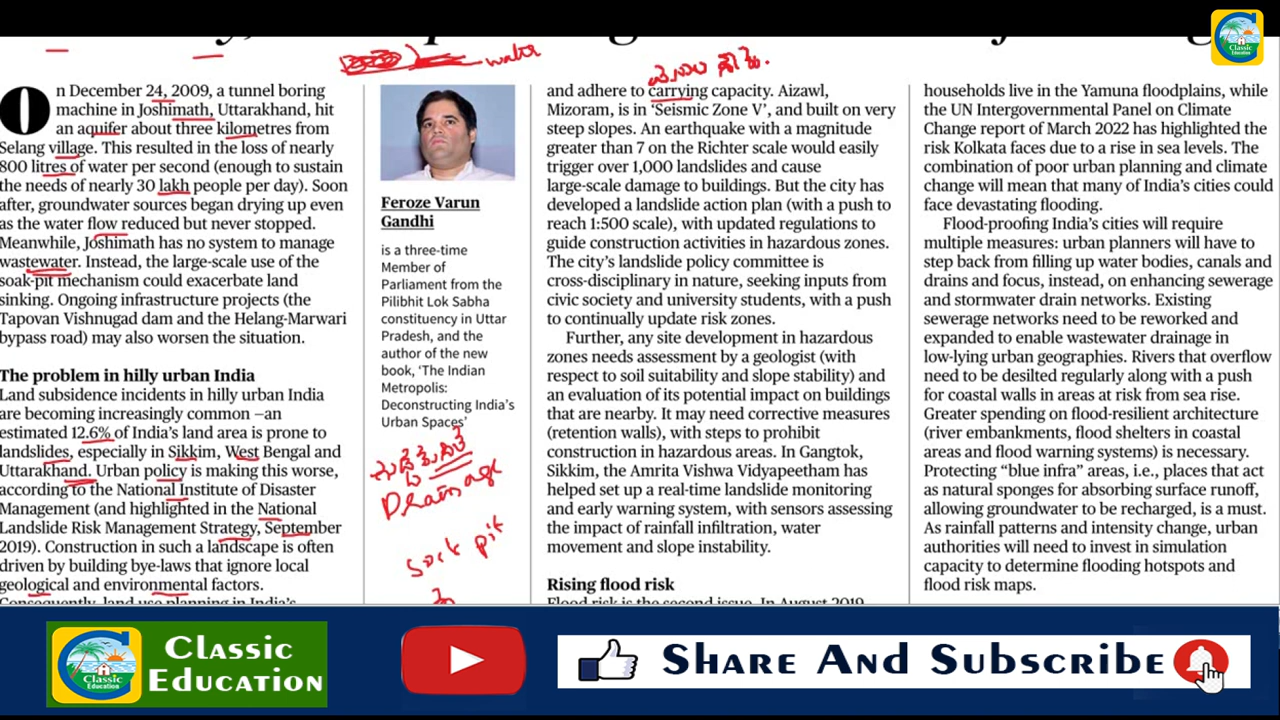 water
On December 24, 2009, a tunnel boring
machine in Joshimath, Uttarakhand, hit
an aquifer about three kilometres from
Selang village. This resulted in the loss of nearly
800 litres of water per second (enough to sustain
the needs of nearly 30 lakh people per day). Soon
after, groundwater sources began drying up even
as the water flow reduced but never stopped.
Meanwhile, Joshimath has no system to manage
wastewater. Instead, the large-scale use of the
soak-pit mechanism could exacerbate land
sinking. Ongoing infrastructure projects (the
Tapovan Vishnugad dam and the Helang-Marwari
bypass road) may also worsen the situation.
The problem in hilly urban India
Land subsidence incidents in hilly urban India
are becoming increasingly common —an
estimated 12.6% of India's land area is prone to
landslides, especially in Sikkim, West Bengal and
Uttarakhand. Urban policy is making this worse,
according to the National Institute of Disaster
Management (and highlighted in the National
Landslide Risk Management Strategy, September
2019). Construction in such a landscape is often
driven by building bye-laws that ignore local
geological and environmental factors.
Consequently, land use planning in India's
Feroze Varun
Gandhi
is a three-time
Member of
Parliament from the
Pilibhit Lok Sabha
constituency in Uttar
Pradesh, and the
author of the new
book, 'The Indian
Metropolis:
Deconstructing India's
Urban Spaces'
Drainage
Sock pit
and adhere to carrying capacity. Aizawl,
Mizoram, is in 'Seismic Zone V', and built on very
steep slopes. An earthquake with a magnitude
greater than 7 on the Richter scale would easily
trigger over 1,000 landslides and cause
large-scale damage to buildings. But the city has
developed a landslide action plan (with a push to
reach 1:500 scale), with updated regulations to
guide construction activities in hazardous zones.
The city's landslide policy committee is
cross-disciplinary in nature, seeking inputs from
civic society and university students, with a push
to continually update risk zones.
Further, any site development in hazardous
zones needs assessment by a geologist (with
respect to soil suitability and slope stability) and
an evaluation of its potential impact on buildings
that are nearby. It may need corrective measures
(retention walls), with steps to prohibit
construction in hazardous areas. In Gangtok,
Sikkim, the Amrita Vishwa Vidyapeetham has
helped set up a real-time landslide monitoring
and early warning system, with sensors assessing
the impact of rainfall infiltration, water
movement and slope instability.
Rising flood risk
Flood risk is the second issue. In August 2019
households live in the Yamuna floodplains, while
the UN Intergovernmental Panel on Climate
Change report of March 2022 has highlighted the
risk Kolkata faces due to a rise in sea levels. The
combination of poor urban planning and climate
change will mean that many of India's cities could
face devastating flooding.
Flood-proofing India's cities will require
multiple measures: urban planners will have to
step back from filling up water bodies, canals and
drains and focus, instead, on enhancing sewerage
and stormwater drain networks. Existing
sewerage networks need to be reworked and
expanded to enable wastewater drainage in
low-lying urban geographies. Rivers that overflow
need to be desilted regularly along with a push
for coastal walls in areas at risk from sea rise.
Greater spending on flood-resilient architecture
(river embankments, flood shelters in coastal
areas and flood warning systems) is necessary.
Protecting "blue infra" areas, i.e., places that act
as natural sponges for absorbing surface runoff,
allowing groundwater to be recharged, is a must.
As rainfall patterns and intensity change, urban
authorities will need to invest in simulation
capacity to determine flooding hotspots and
flood risk maps.
Classic
Education
Classic
Education
Classic
Education
Share And Subscribe